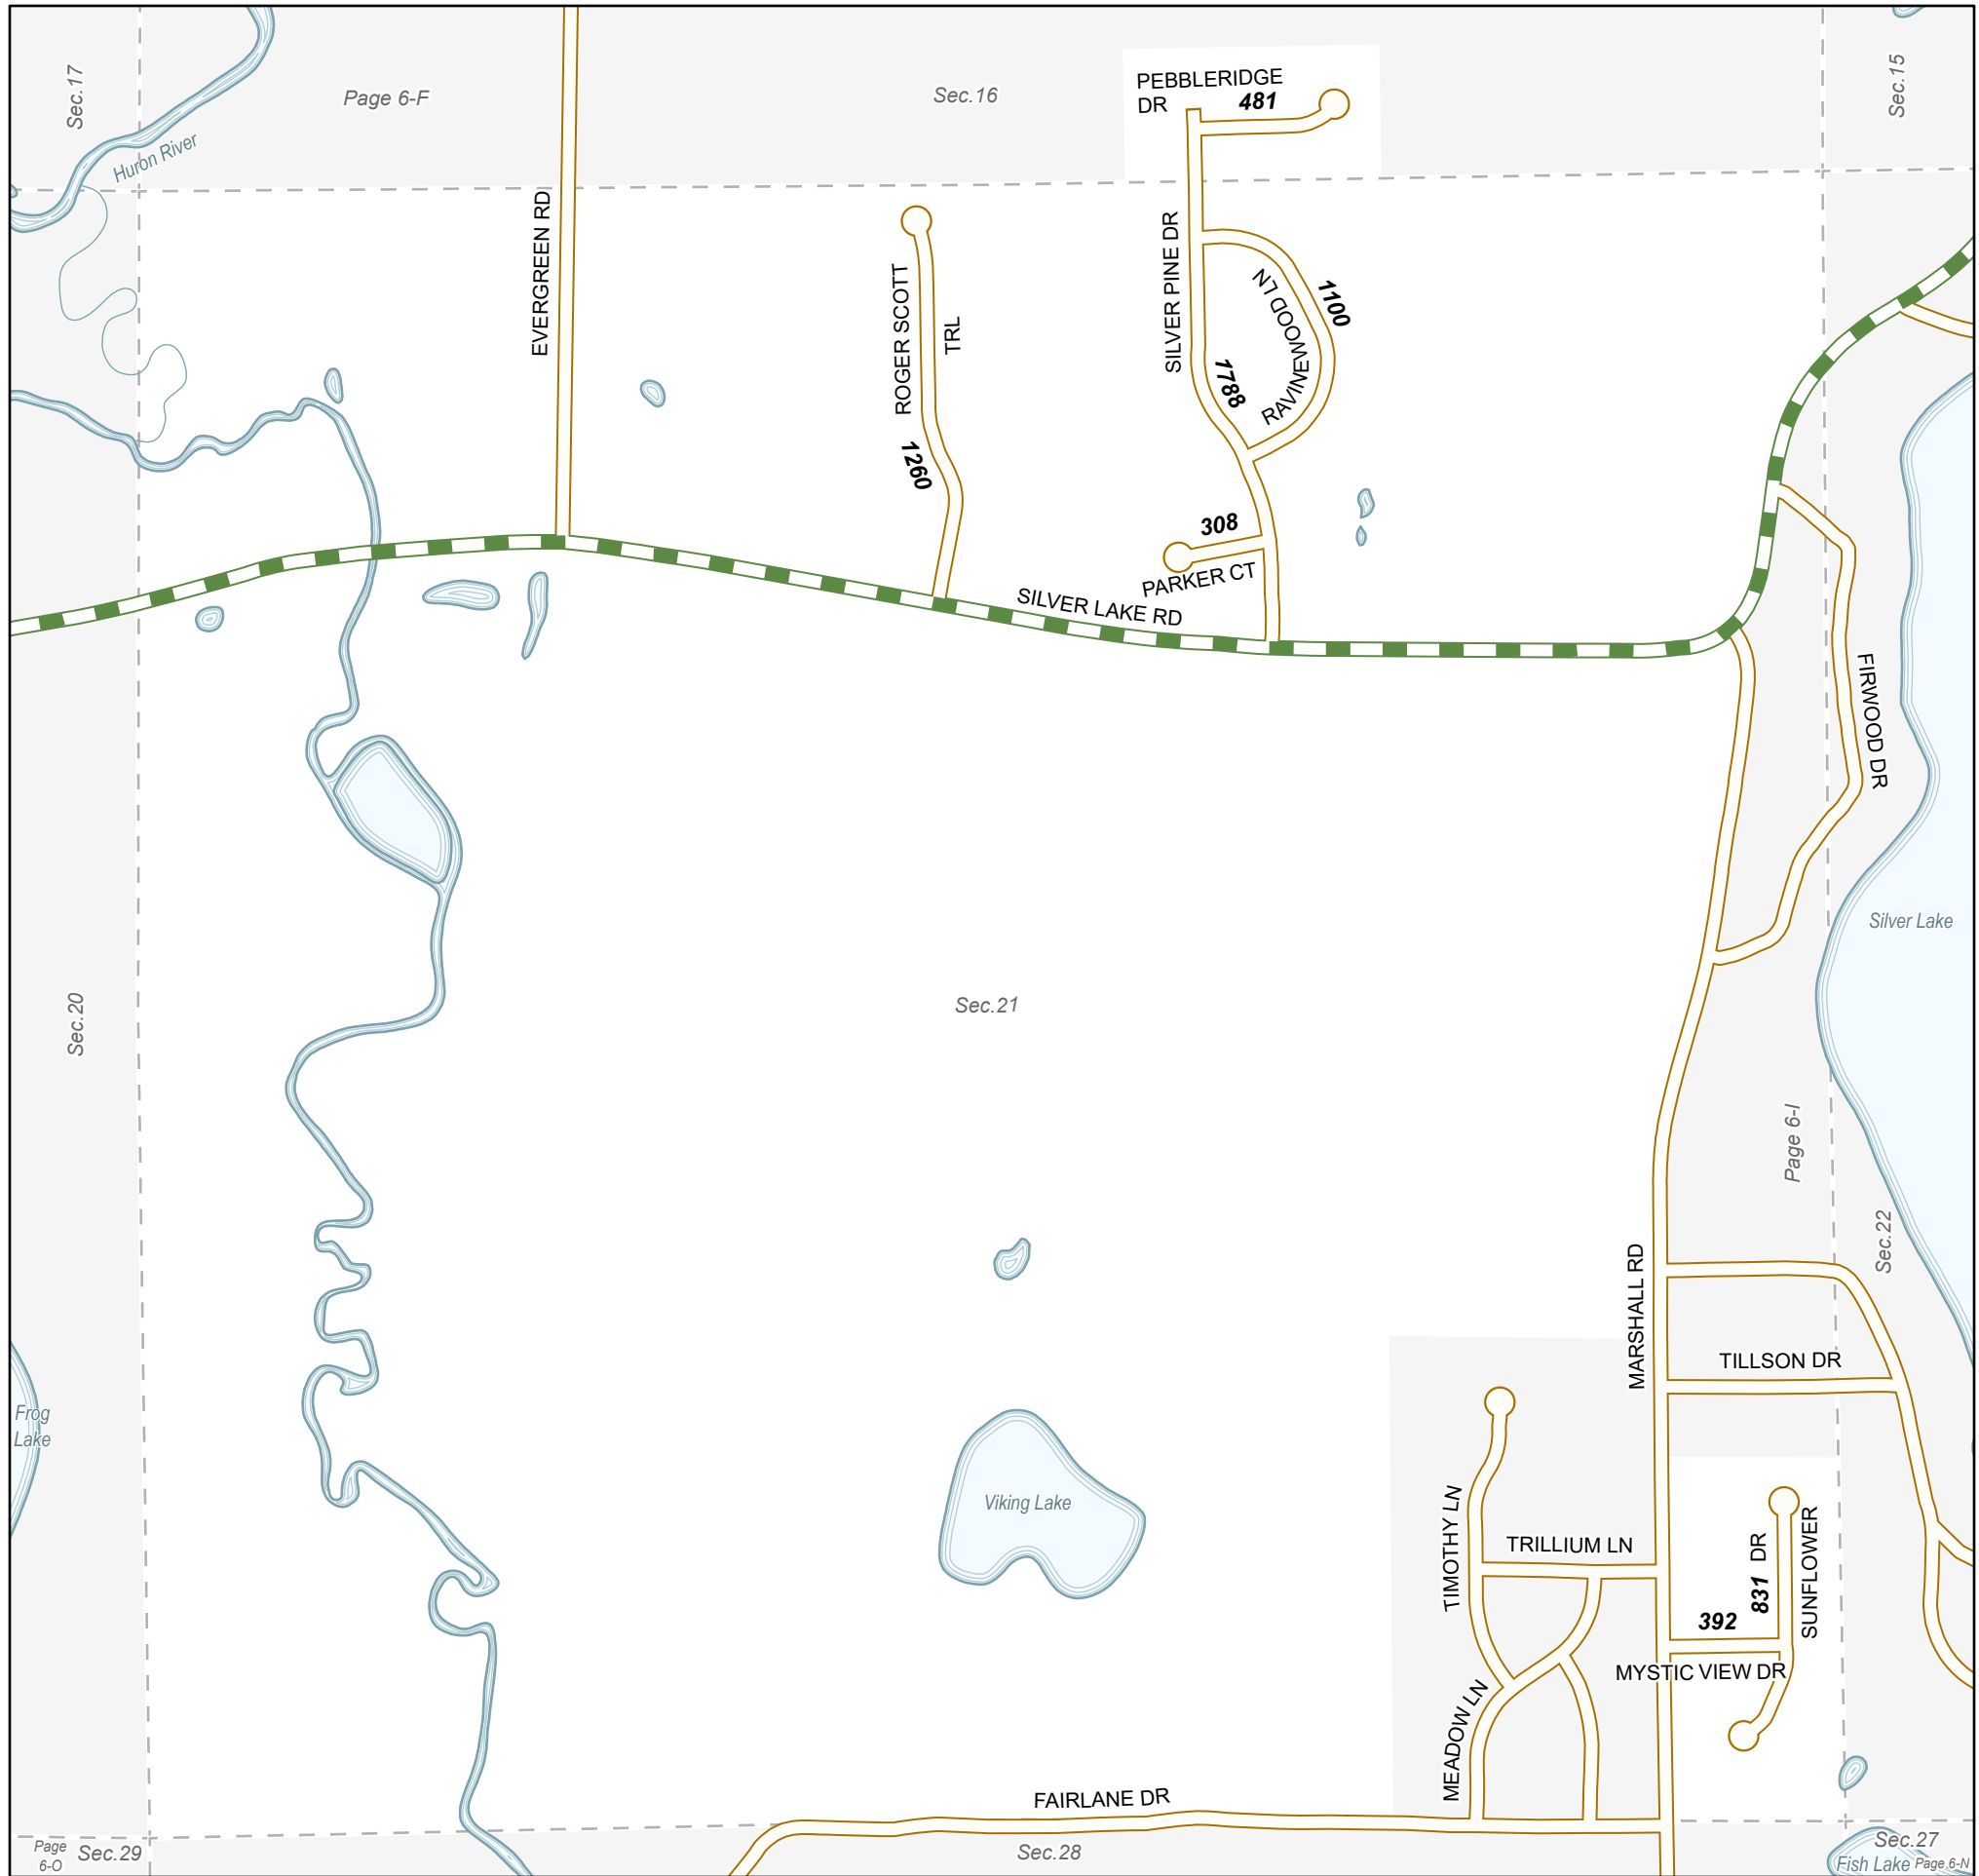 Sec.17
Page 6-F
Sec.16
PEBBLERIDGE
DR
481
Sec.15
Huron River
EVERGREEN RD
ROGER SCOTT
TRL
1260
SILVER PINE DR
1788
RAVINEWOOD LN
1100
308
PARKER CT
SILVER LAKE RD
FIRWOOD DR
Silver Lake
Sec.20
Sec.21
Page 6-I
Sec.22
MARSHALL RD
TILLSON DR
Frog
Lake
Viking Lake
TIMOTHY LN
TRILLIUM LN
831
DR
SUNFLOWER
392
MYSTIC VIEW DR
MEADOW LN
FAIRLANE DR
Page
6-O
Sec.29
Sec.28
Sec.27
Fish Lake
Page 6-N